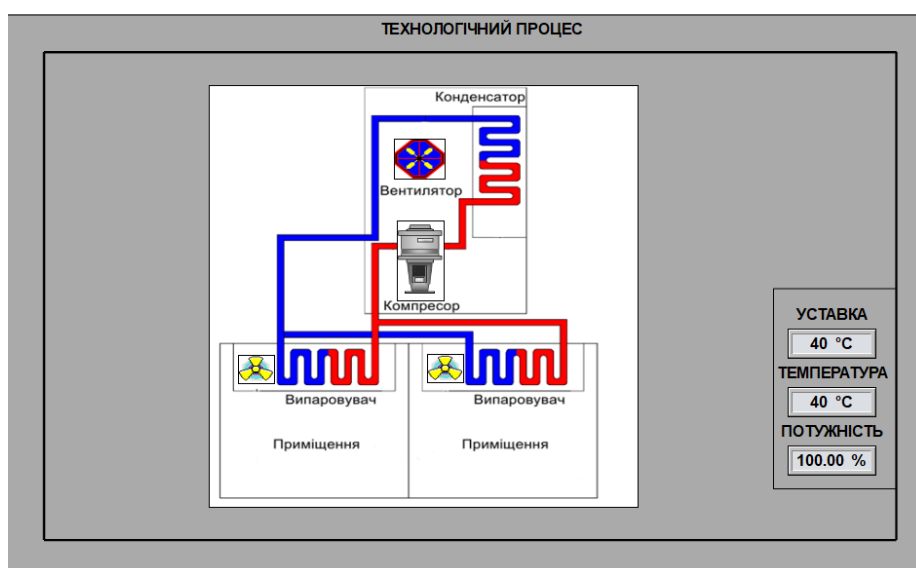 ТЕХНОЛОГІЧНИЙ ПРОЦЕС
Конденсатор
Вентилятор
Компресор
Випаровувач
Випаровувач
Приміщення
Приміщення
УСТАВКА
40 °C
ТЕМПЕРАТУРА
40 °C
ПОТУЖНІСТЬ
100.00 %